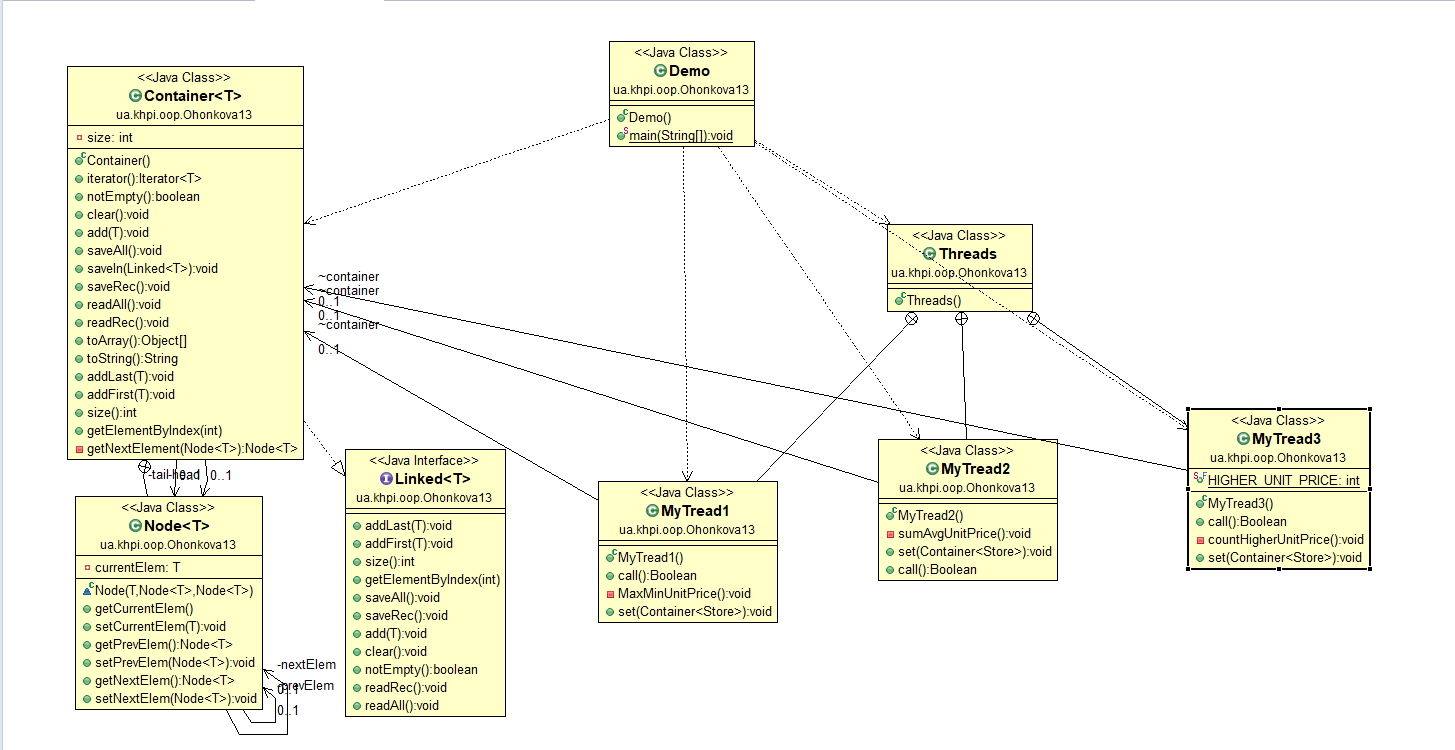 <<Java Class>>
Container<T>
ua.khpi.oop.Ohonkova13
size: int
Container()
iterator():Iterator<T>
notEmpty():boolean
clear():void
add(T):void
saveAll():void
saveIn(Linked<T>):void
saveRec():void
readAll():void
readRec():void
toArray():Object[]
toString():String
addLast(T):void
addFirst(T):void
size():int
getElementByIndex(int)
getNextElement(Node<T>):Node<T>
<<Java Class>>
Demo
ua.khpi.oop.Ohonkova13
Demo()
main(String[]):void
<<Java Class>>
Threads
ua.khpi.oop.Ohonkova13
Threads()
~container
~container
0..1
0..1
~container
0..1
-tail
-head
0..1
0..1
<<Java Class>>
Node<T>
ua.khpi.oop.Ohonkova13
currentElem: T
Node(T,Node<T>,Node<T>)
getCurrentElem()
setCurrentElem(T):void
getPrevElem():Node<T>
setPrevElem(Node<T>):void
getNextElem():Node<T>
setNextElem(Node<T>):void
-nextElem
-prevElem
0..1
0..1
<<Java Interface>>
Linked<T>
ua.khpi.oop.Ohonkova13
addLast(T):void
addFirst(T):void
size():int
getElementByIndex(int)
saveAll():void
saveRec():void
add(T):void
clear():void
notEmpty():boolean
readRec():void
readAll():void
<<Java Class>>
MyTread1
ua.khpi.oop.Ohonkova13
MyTread1()
call():Boolean
MaxMinUnitPrice():void
set(Container<Store>):void
<<Java Class>>
MyTread2
ua.khpi.oop.Ohonkova13
MyTread2()
sumAvgUnitPrice():void
set(Container<Store>):void
call():Boolean
<<Java Class>>
MyTread3
ua.khpi.oop.Ohonkova13
HIGHER_UNIT_PRICE: int
MyTread3()
call():Boolean
countHigherUnitPrice():void
set(Container<Store>):void